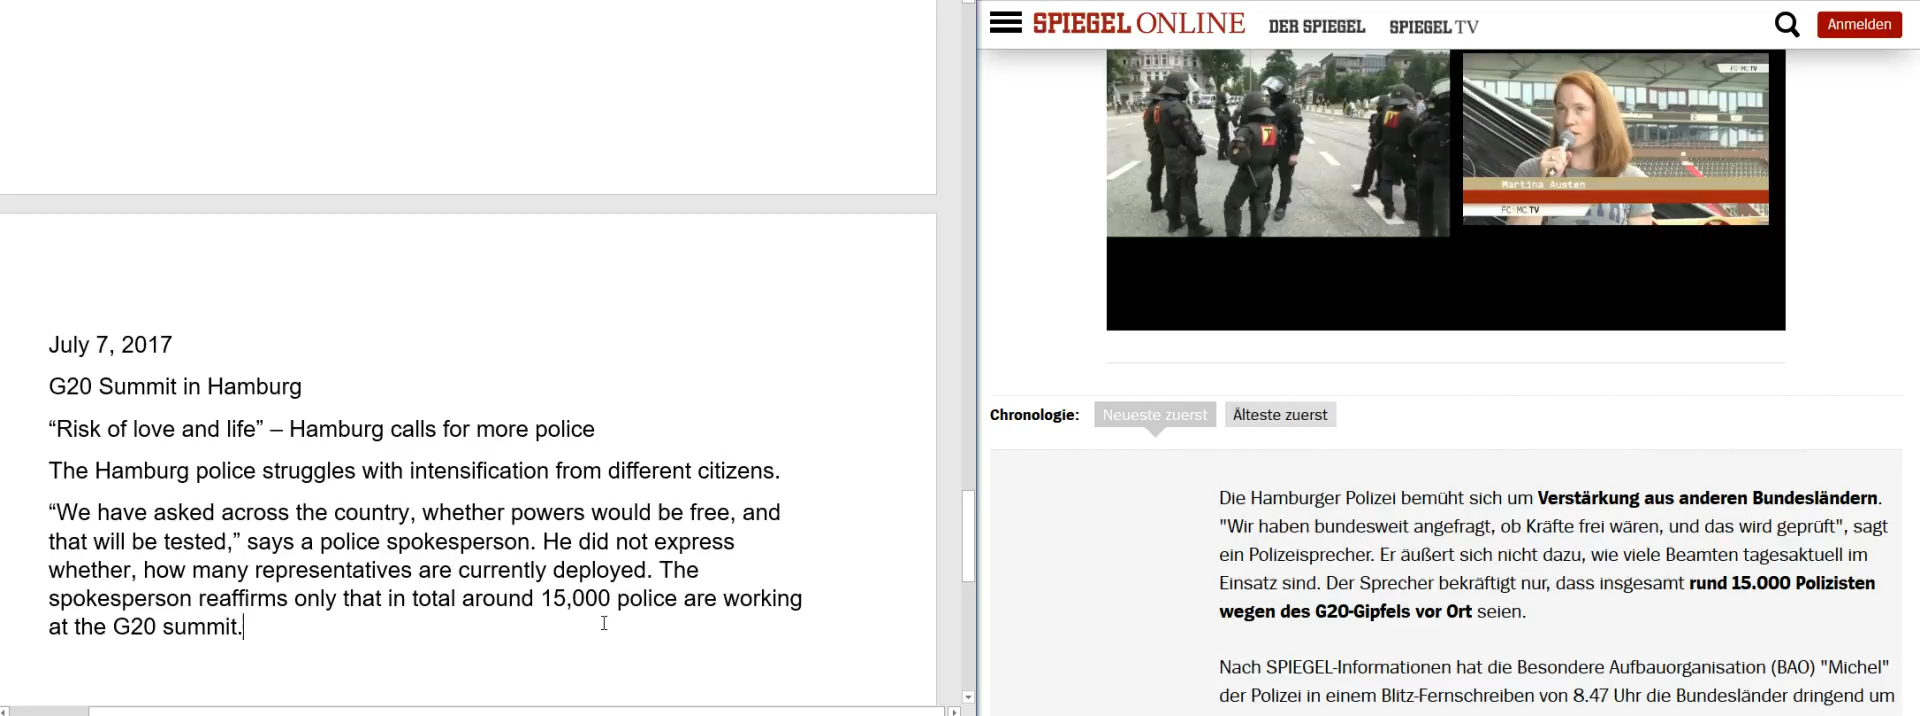 July 7, 2017
G20 Summit in Hamburg
“Risk of love and life” – Hamburg calls for more police
The Hamburg police struggles with intensification from different citizens.
“We have asked across the country, whether powers would be free, and
that will be tested,” says a police spokesperson. He did not express
whether, how many representatives are currently deployed. The
spokesperson reaffirms only that in total around 15,000 police are working
at the G20 summit.
SPIEGEL ONLINE DER SPIEGEL SPIEGEL TV Anmelden
FC⚡MC.TV
Martina Austen
FC⚡MC.TV
Chronologie: Neueste zuerst Älteste zuerst
Die Hamburger Polizei bemüht sich um Verstärkung aus anderen Bundesländern.
"Wir haben bundesweit angefragt, ob Kräfte frei wären, und das wird geprüft", sagt
ein Polizeisprecher. Er äußert sich nicht dazu, wie viele Beamten tagesaktuell im
Einsatz sind. Der Sprecher bekräftigt nur, dass insgesamt rund 15.000 Polizisten
wegen des G20-Gipfels vor Ort seien.
Nach SPIEGEL-Informationen hat die Besondere Aufbauorganisation (BAO) "Michel"
der Polizei in einem Blitz-Fernschreiben von 8.47 Uhr die Bundesländer dringend um